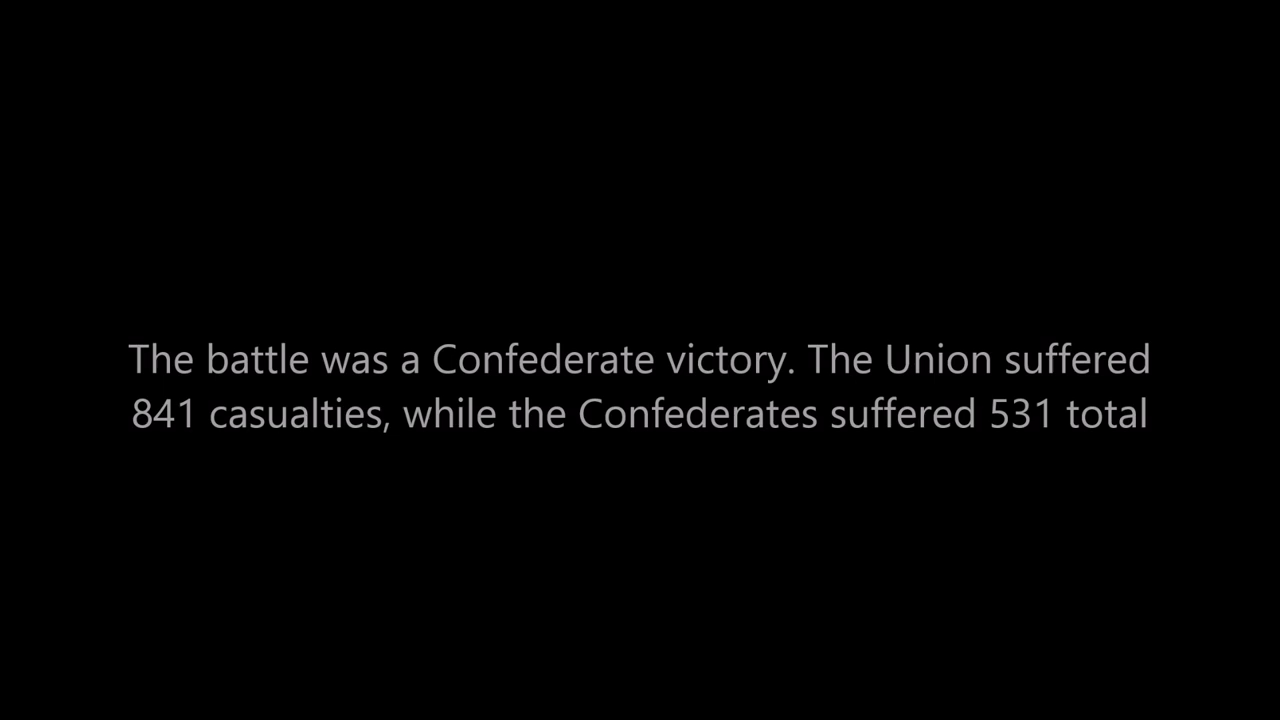 The battle was a Confederate victory. The Union suffered
841 casualties, while the Confederates suffered 531 total